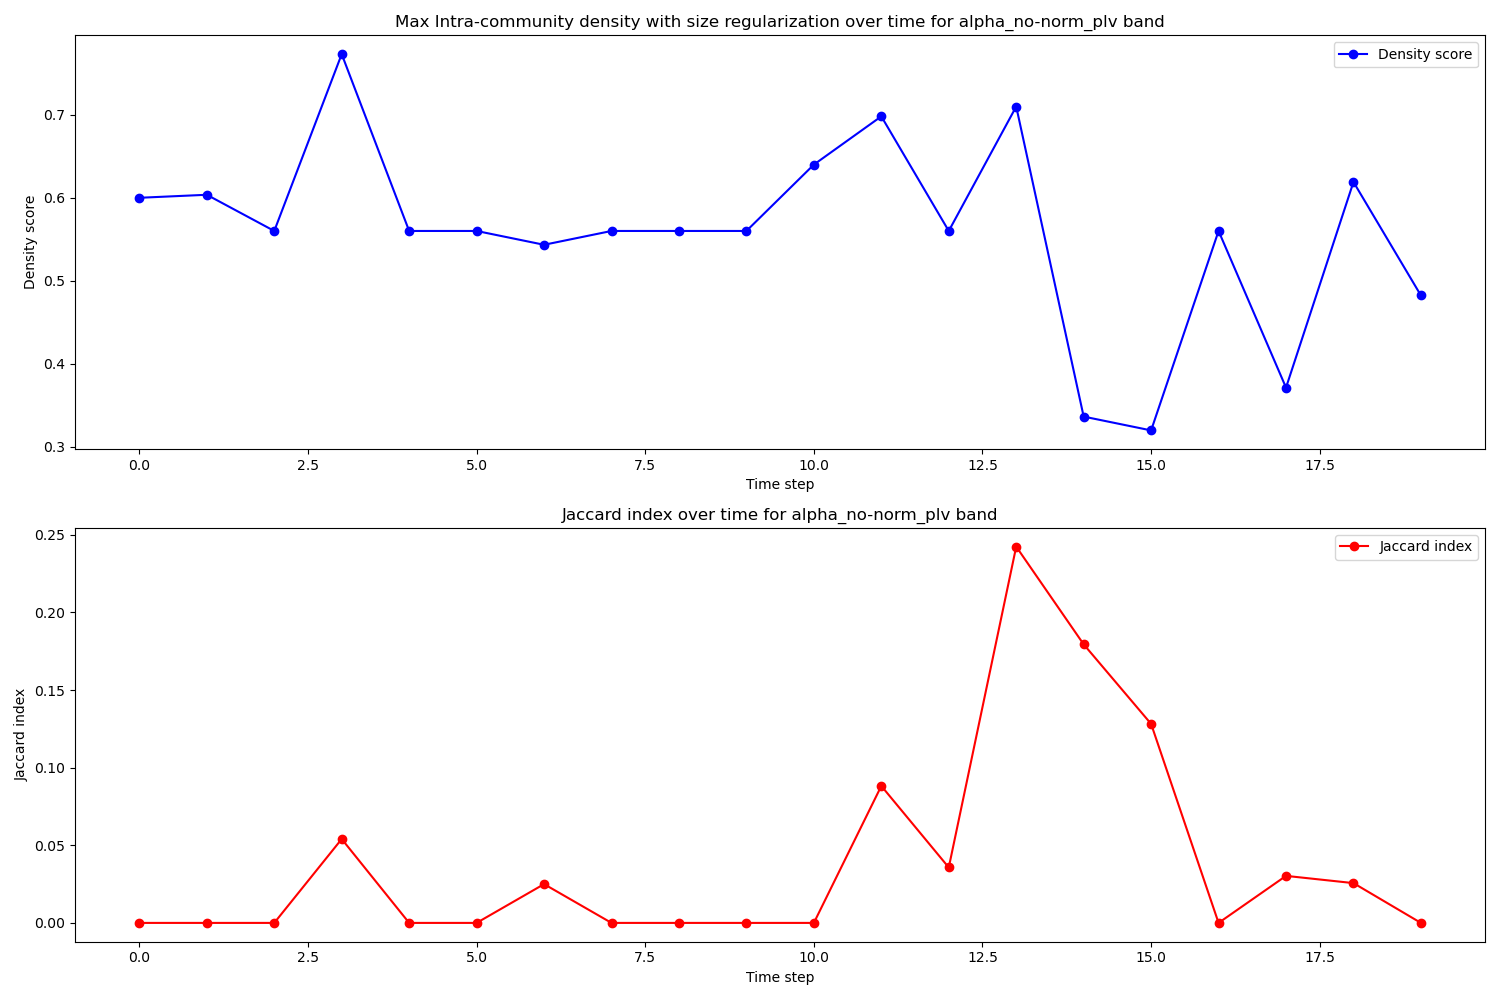 Max Intra-community density with size regularization over time for alpha_no-norm_plv band
Density score
Density score
0.7
0.6
0.5
0.4
0.3
0.0 2.5 5.0 7.5 10.0 12.5 15.0 17.5
Time step
Jaccard index over time for alpha_no-norm_plv band
Jaccard index
Jaccard index
0.25
0.20
0.15
0.10
0.05
0.00
0.0 2.5 5.0 7.5 10.0 12.5 15.0 17.5
Time step